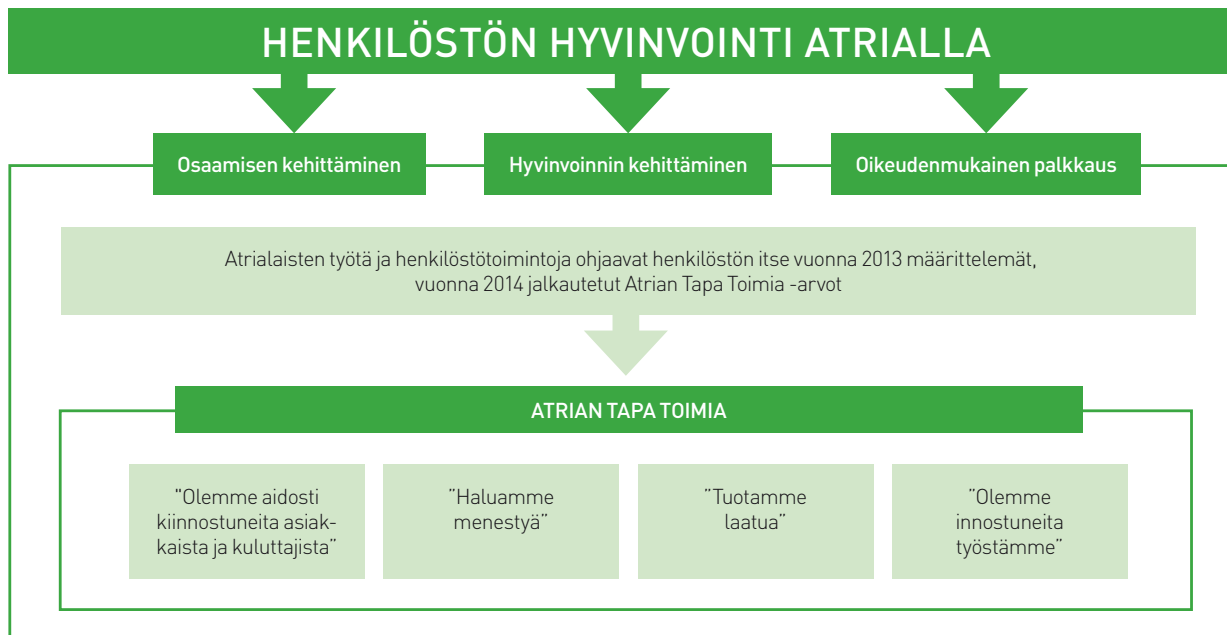 HENKILÖSTÖN HYVINVOINTI ATRIALLA
Osaamisen kehittäminen
Hyvinvoinnin kehittäminen
Oikeudenmukainen palkkaus
Atrialaisten työtä ja henkilöstötoimintoja ohjaavat henkilöstön itse vuonna 2013 määrittelemät,
vuonna 2014 jalkautetut Atrian Tapa Toimia -arvot
ATRIAN TAPA TOIMIA
"Olemme aidosti
kiinnostuneita asiak-
kaista ja kuluttajista”
”Haluamme
menestyä”
”Tuotamme
laatua”
”Olemme
innostuneita
työstämme”